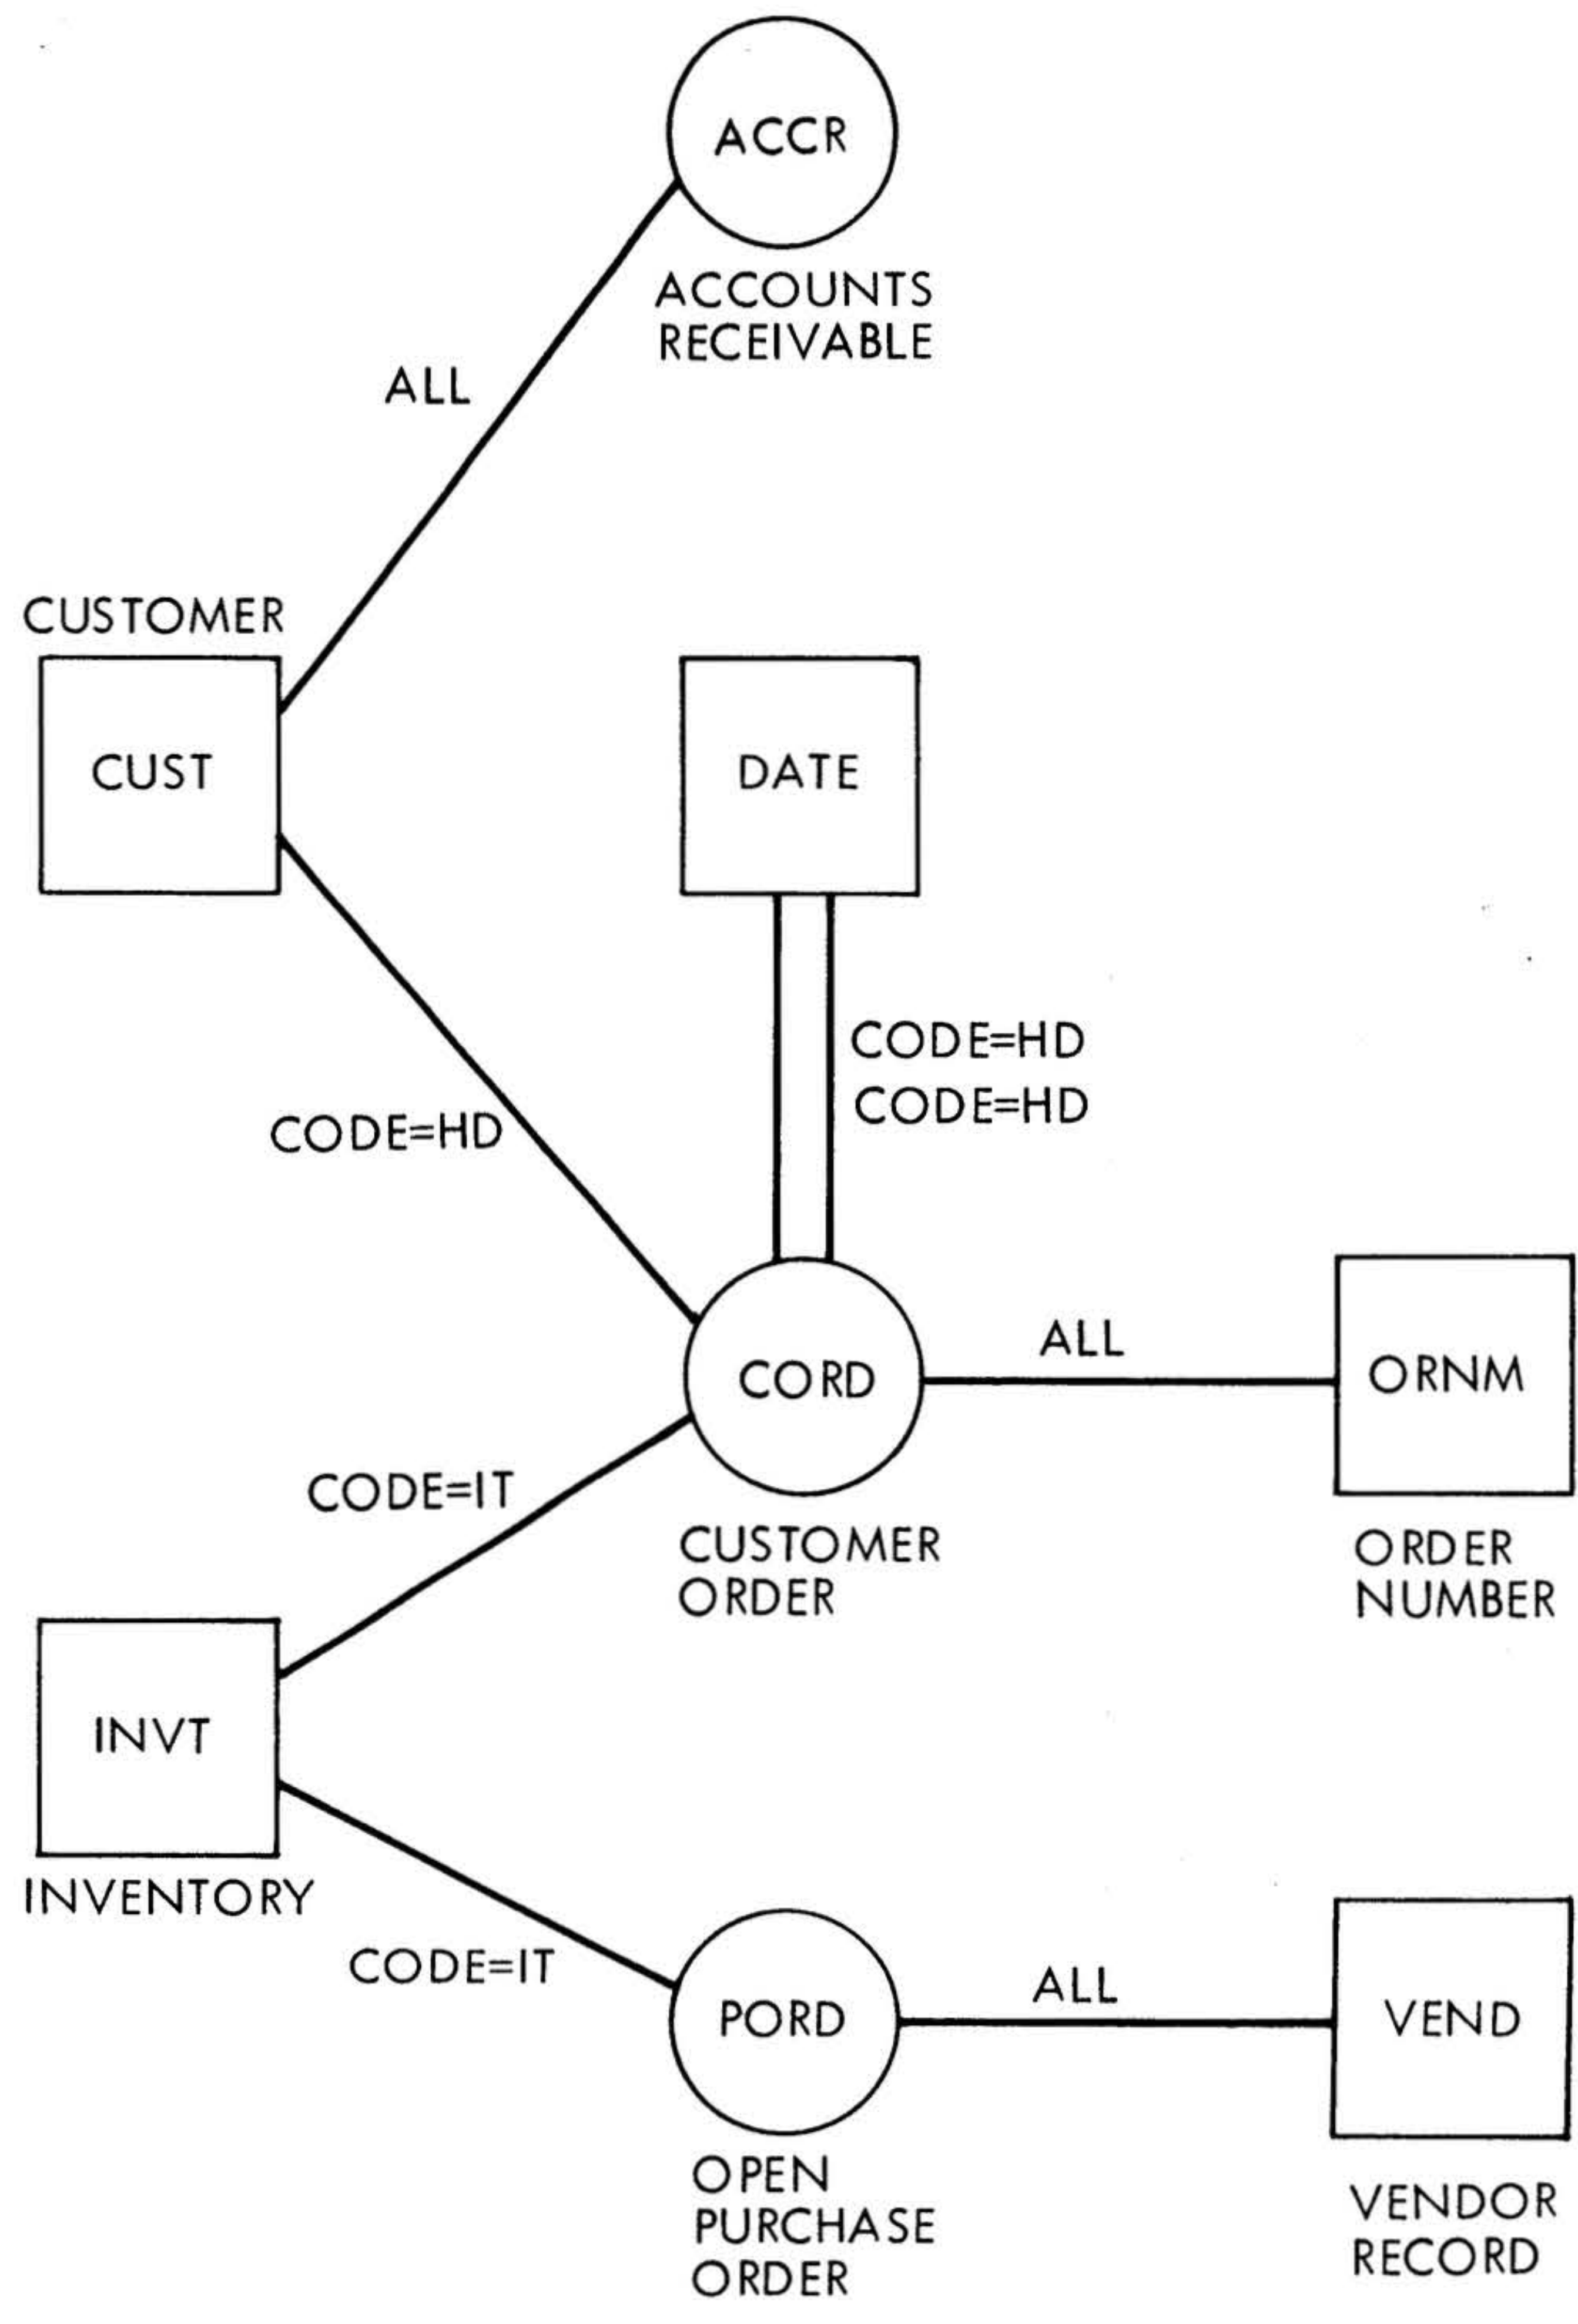 ACCR
ACCOUNTS
RECEIVABLE
ALL
CUSTOMER
CUST
DATE
CODE=HD
CODE=HD
CODE=HD
CORD
ALL
ORNM
CODE=IT
CUSTOMER
ORDER
ORDER
NUMBER
INVT
INVENTORY
CODE=IT
PORD
ALL
VEND
OPEN
PURCHASE
ORDER
VENDOR
RECORD